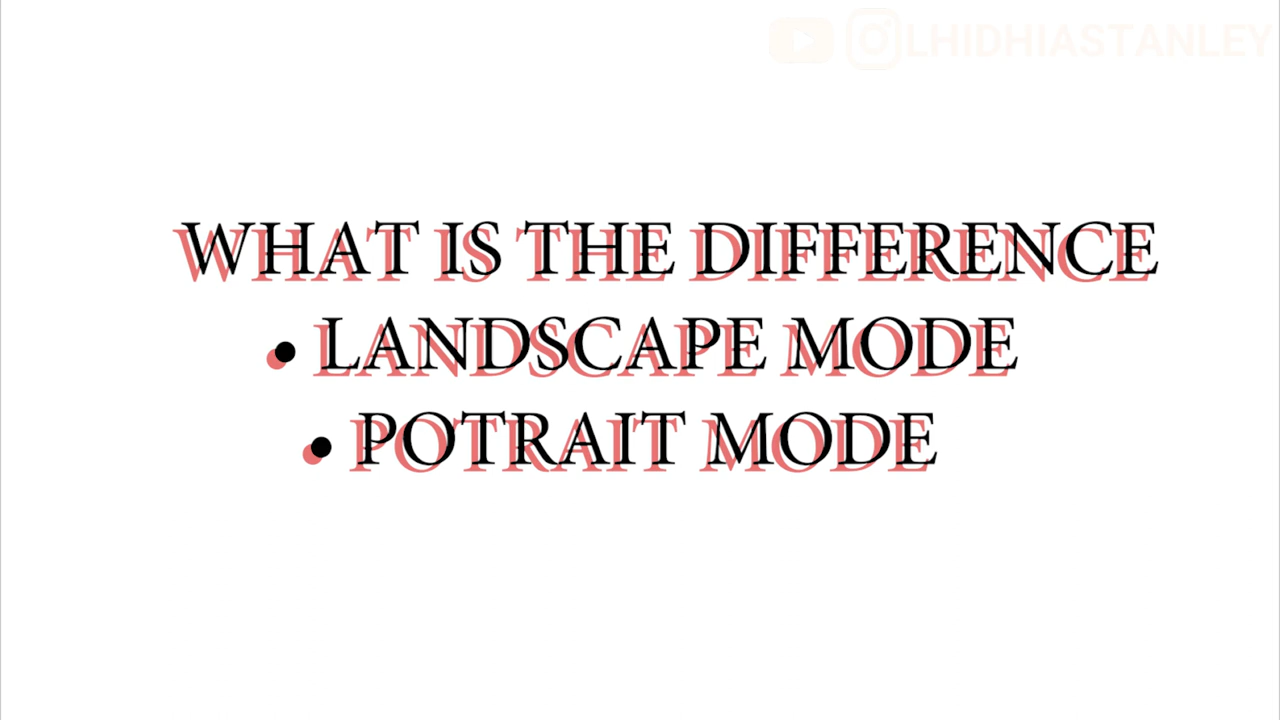 LHIDHIASTANLEY
WHAT IS THE DIFFERENCE
• LANDSCAPE MODE
• POTRAIT MODE